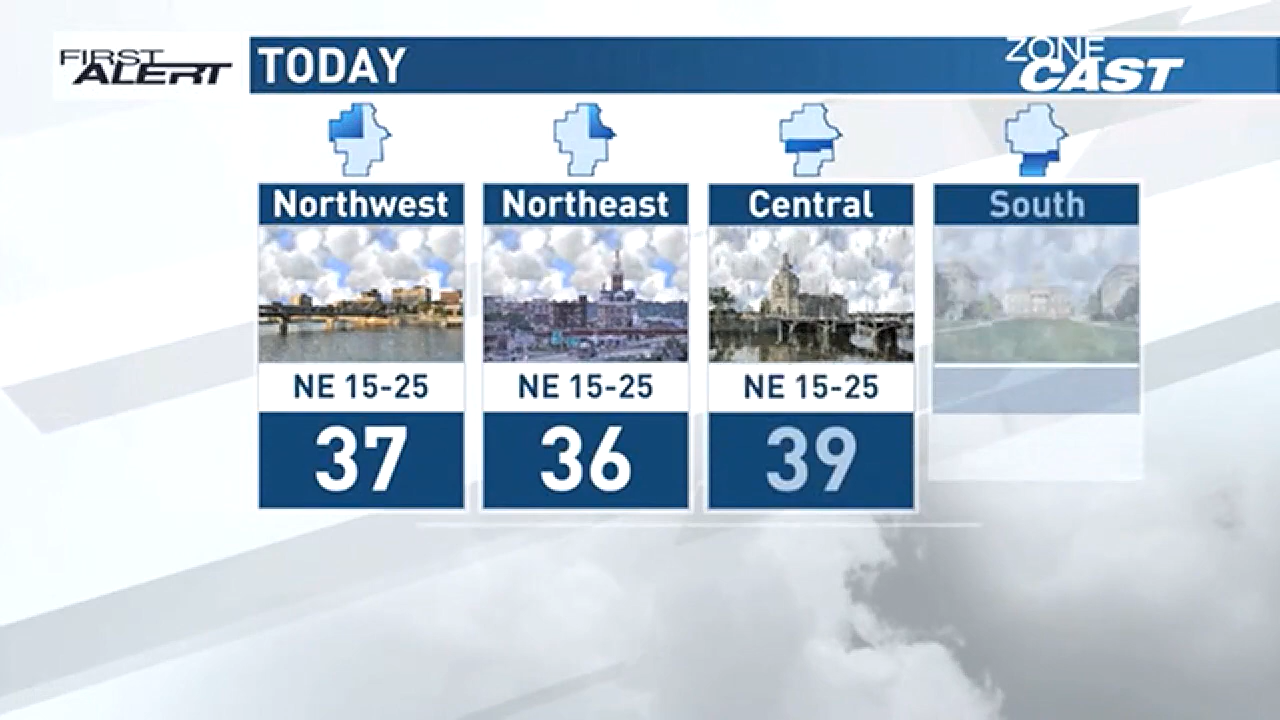 FIRST
ALERT
TODAY
ZONE
CAST
Northwest
Northeast
Central
South
NE 15-25
NE 15-25
NE 15-25
37
36
39